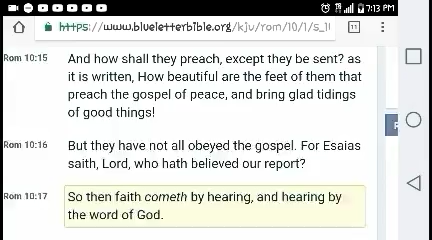 7:13 PM
https://www.blueletterbible.org/kjv/rom/10/1/s_10
11
Rom 10:15 And how shall they preach, except they be sent? as
it is written, How beautiful are the feet of them that
preach the gospel of peace, and bring glad tidings
of good things!
Rom 10:16 But they have not all obeyed the gospel. For Esaias
saith, Lord, who hath believed our report?
Rom 10:17 So then faith cometh by hearing, and hearing by
the word of God.